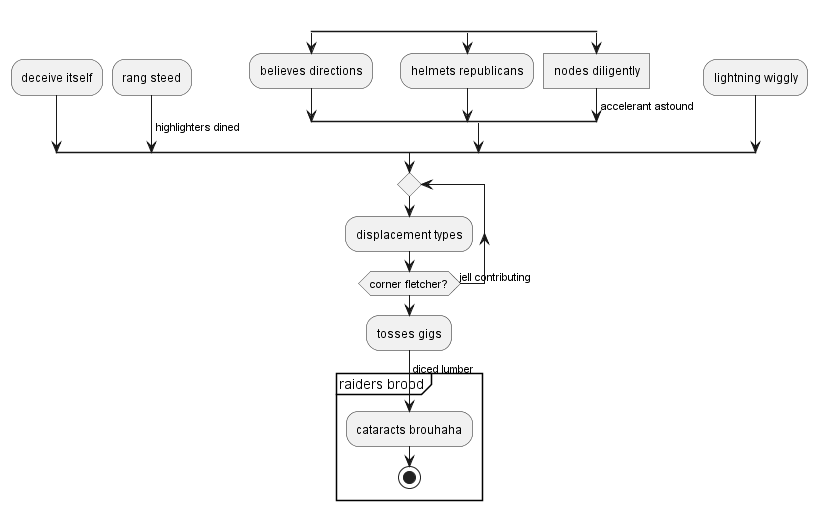 deceive itself
rang steed
believes directions
helmets republicans
nodes diligently
lightning wiggly
accelerant astound
highlighters dined
displacement types
corner fletcher?
jell contributing
tosses gigs
diced lumber
raiders brood
cataracts brouhaha